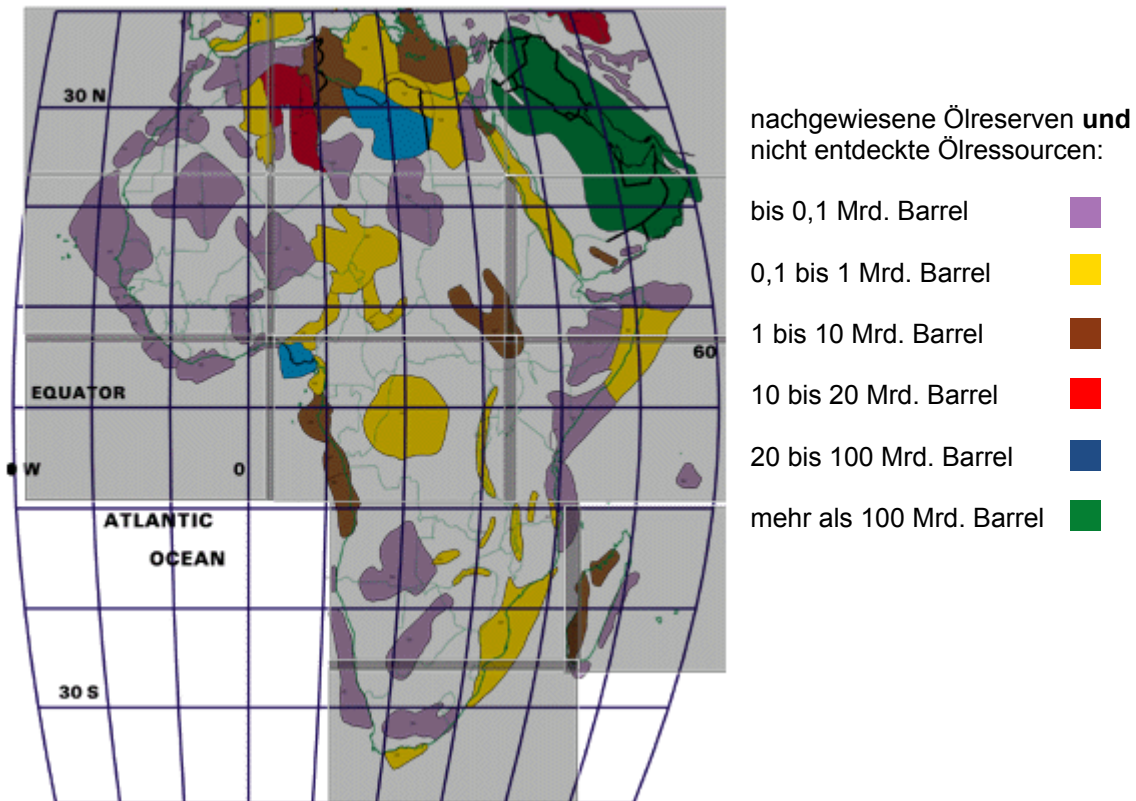 30 N
EQUATOR
0
60
W
ATLANTIC
OCEAN
30 S
nachgewiesene Ölreserven und
nicht entdeckte Ölressourcen:
bis 0,1 Mrd. Barrel
0,1 bis 1 Mrd. Barrel
1 bis 10 Mrd. Barrel
10 bis 20 Mrd. Barrel
20 bis 100 Mrd. Barrel
mehr als 100 Mrd. Barrel